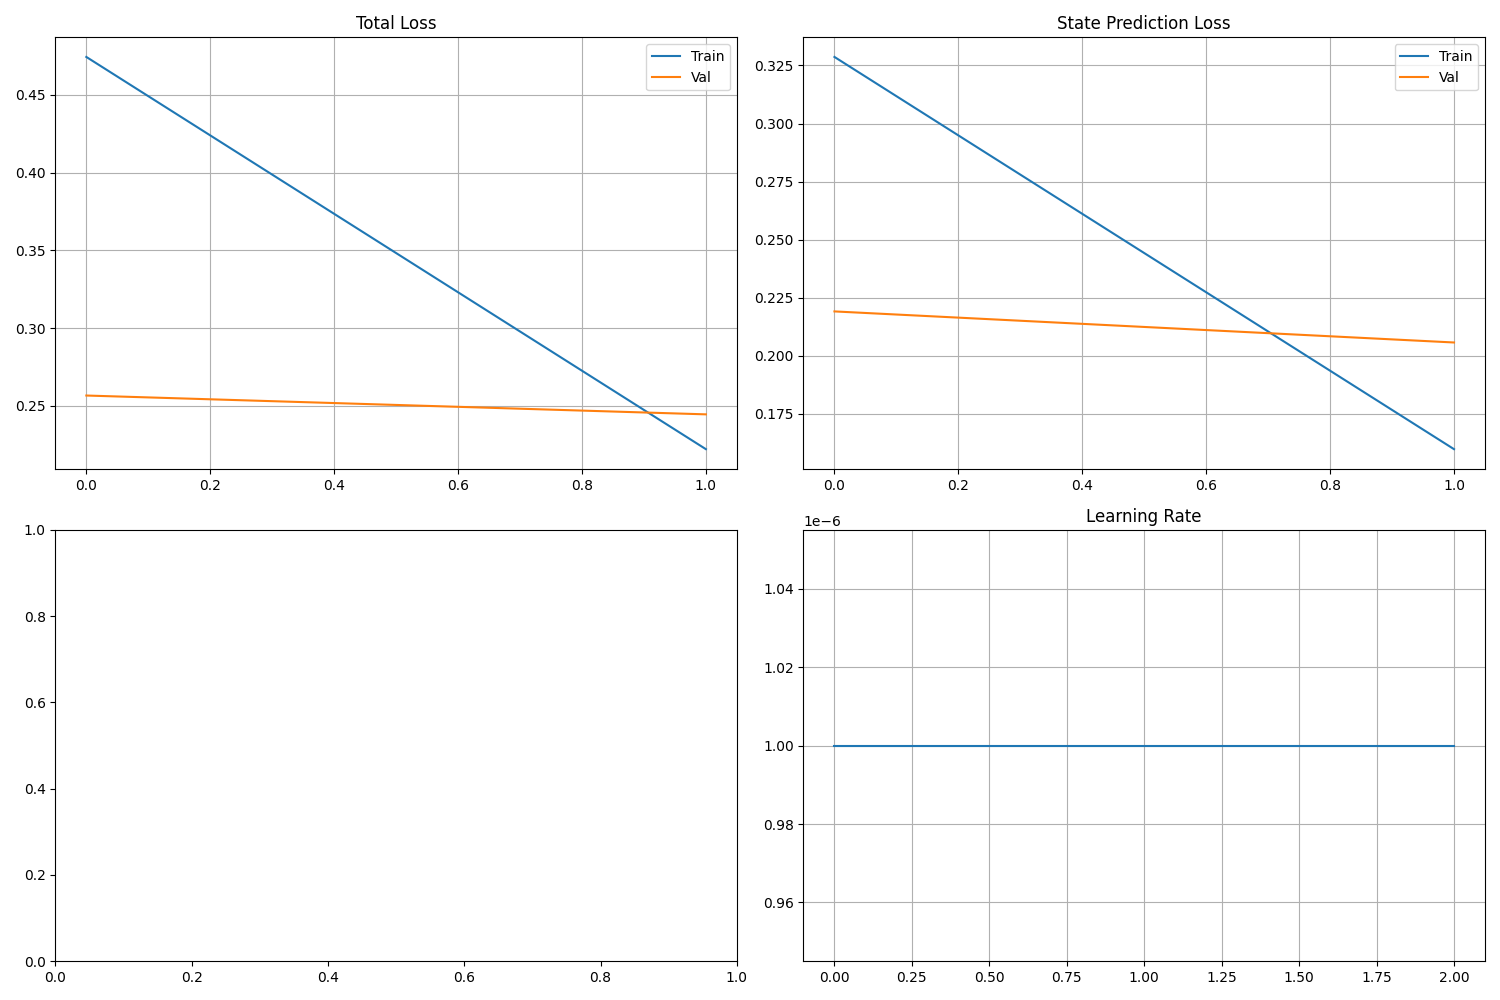 Total Loss
Train
Val
0.45
0.40
0.35
0.30
0.25
0.0 0.2 0.4 0.6 0.8 1.0
State Prediction Loss
Train
Val
0.325
0.300
0.275
0.250
0.225
0.200
0.175
0.0 0.2 0.4 0.6 0.8 1.0
1.0
0.8
0.6
0.4
0.2
0.0
0.0 0.2 0.4 0.6 0.8 1.0
Learning Rate
1e−6
1.04
1.02
1.00
0.98
0.96
0.00 0.25 0.50 0.75 1.00 1.25 1.50 1.75 2.00